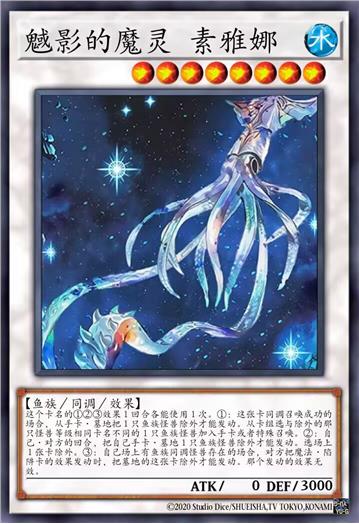 魊影的魔灵 素雅娜
水
【鱼族/同调/效果】
这个卡名的①②③效果1回合各能使用1次。①：这张卡同调召唤成功的
场合，从手卡·墓地把1只鱼族怪兽除外才能发动。从卡组选与除外的那
只怪兽等级相同卡名不同的1只鱼族怪兽加入手卡或者特殊召唤。②：自
己·对方的回合，把自己手卡·墓地1只鱼族怪兽除外才能发动。选场上
1张卡除外。③：自己场上有鱼族同调怪兽存在的场合，对方把魔法·陷
阱卡的效果发动时，把墓地的这张卡除外才能发动。那个发动的效果无
效。
ATK/ 0 DEF/3000
©2020 Studio Dice/SHUEISHA,TV TOKYO,KONAMI